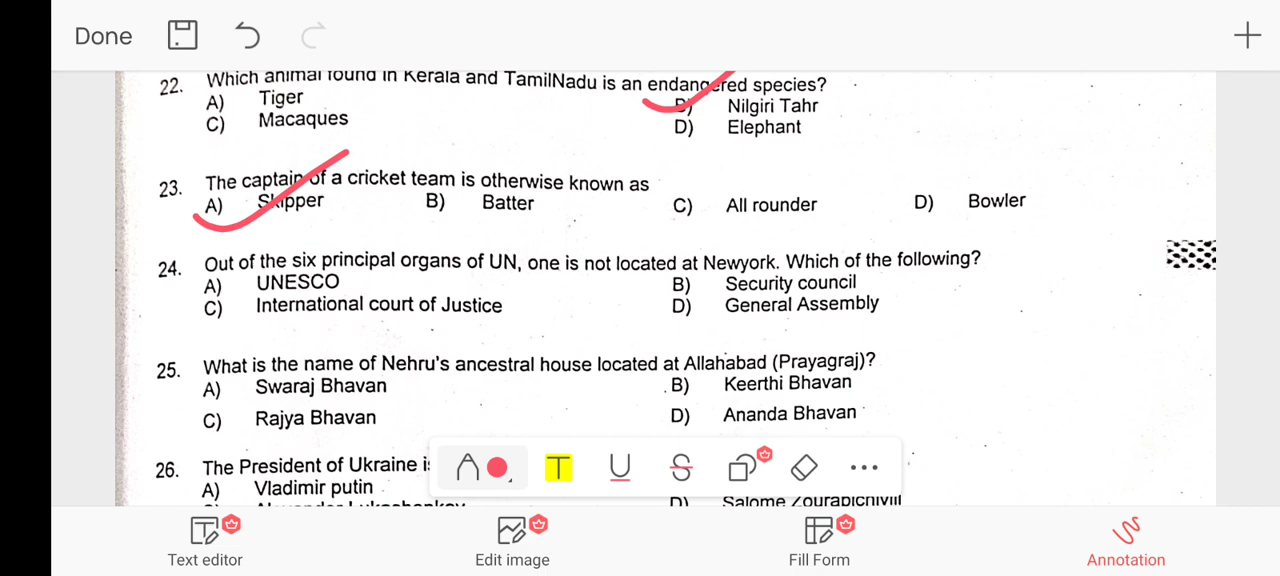 Done
22. Which animal found in Kerala and TamilNadu is an endangered species?
A) Tiger B) Nilgiri Tahr
C) Macaques D) Elephant
23. The captain of a cricket team is otherwise known as
A) Skipper B) Batter C) All rounder D) Bowler
24. Out of the six principal organs of UN, one is not located at Newyork. Which of the following?
A) UNESCO B) Security council
C) International court of Justice D) General Assembly
25. What is the name of Nehru's ancestral house located at Allahabad (Prayagraj)?
A) Swaraj Bhavan B) Keerthi Bhavan
C) Rajya Bhavan D) Ananda Bhavan
26. The President of Ukraine
A) Vladimir putin
D) Salome Zourabichvili
T U S
Text editor Edit image Fill Form Annotation